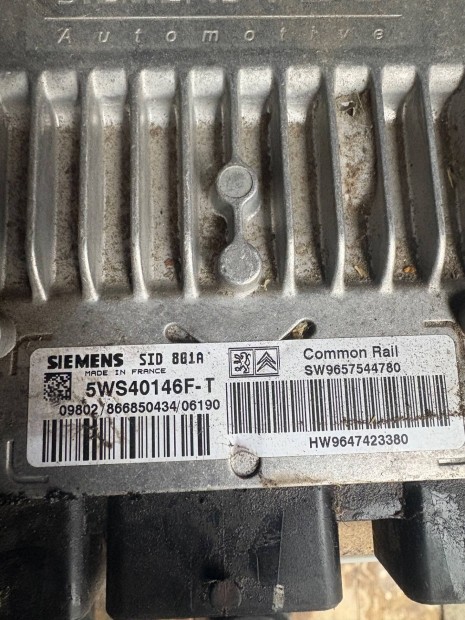 Automotive
SIEMENS SID 801A
MADE IN FRANCE
5WS40146F-T
09802/866850434/06190
Common Rail
SW9657544780
HW9647423380